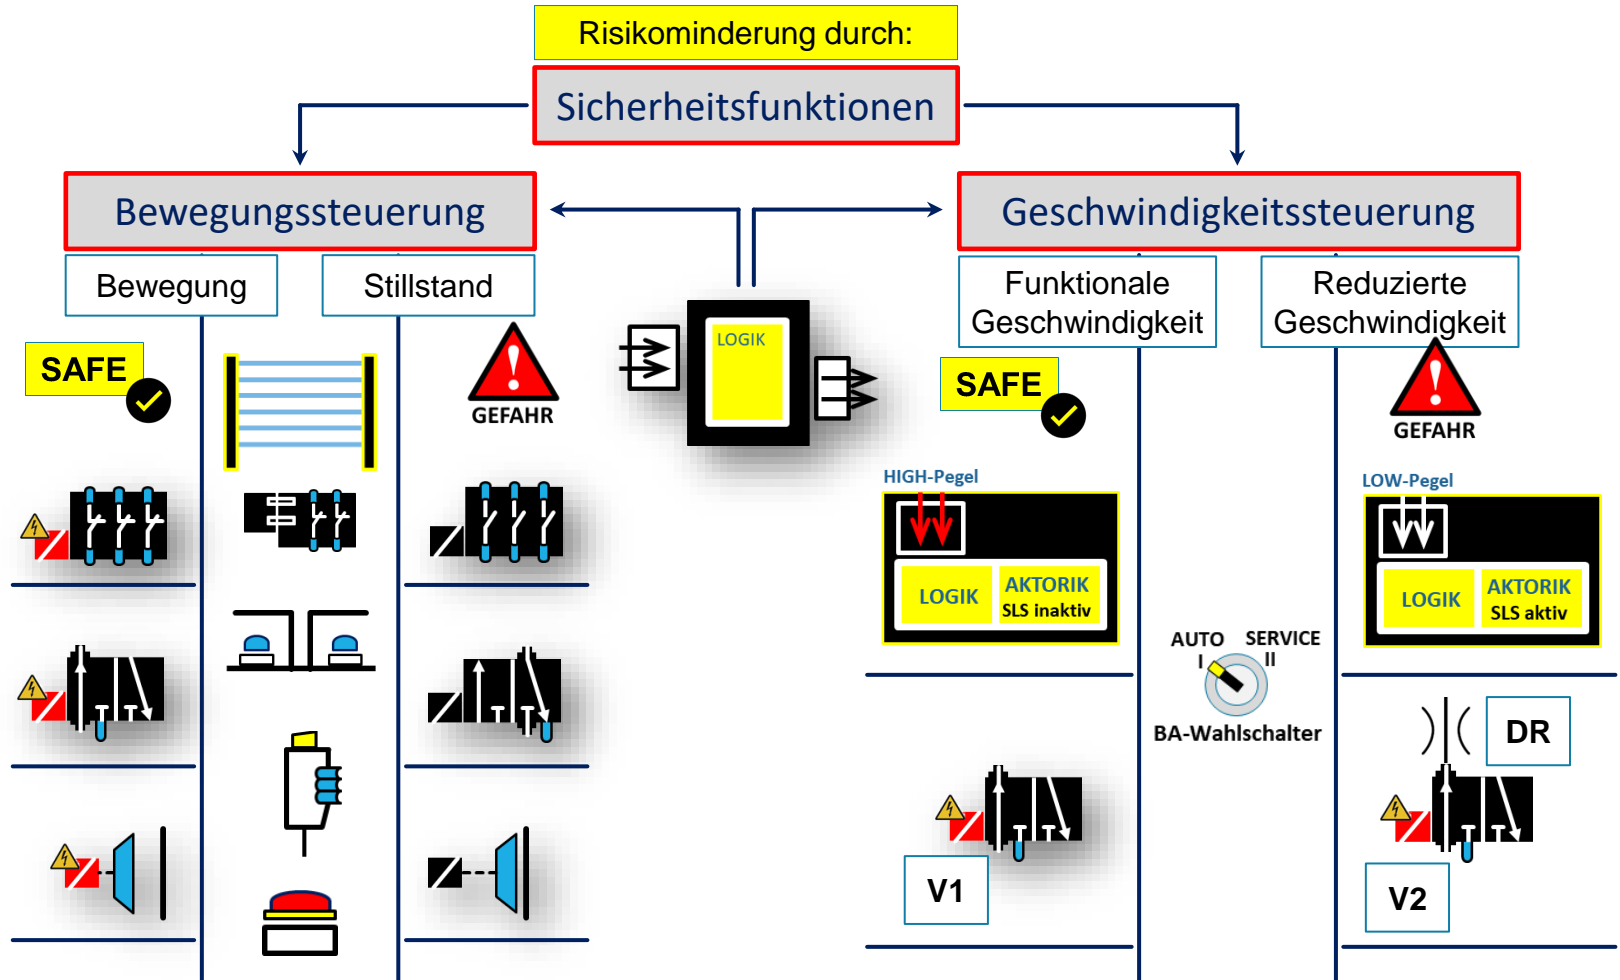 Risikominderung durch:
Sicherheitsfunktionen
Bewegungssteuerung
Geschwindigkeitssteuerung
Bewegung
Stillstand
Funktionale
Geschwindigkeit
Reduzierte
Geschwindigkeit
SAFE
GEFAHR
LOGIK
SAFE
GEFAHR
HIGH-Pegel
LOGIK
AKTORIK
SLS inaktiv
LOW-Pegel
LOGIK
AKTORIK
SLS aktiv
AUTO SERVICE
I II
BA-Wahlschalter
V1
DR
V2